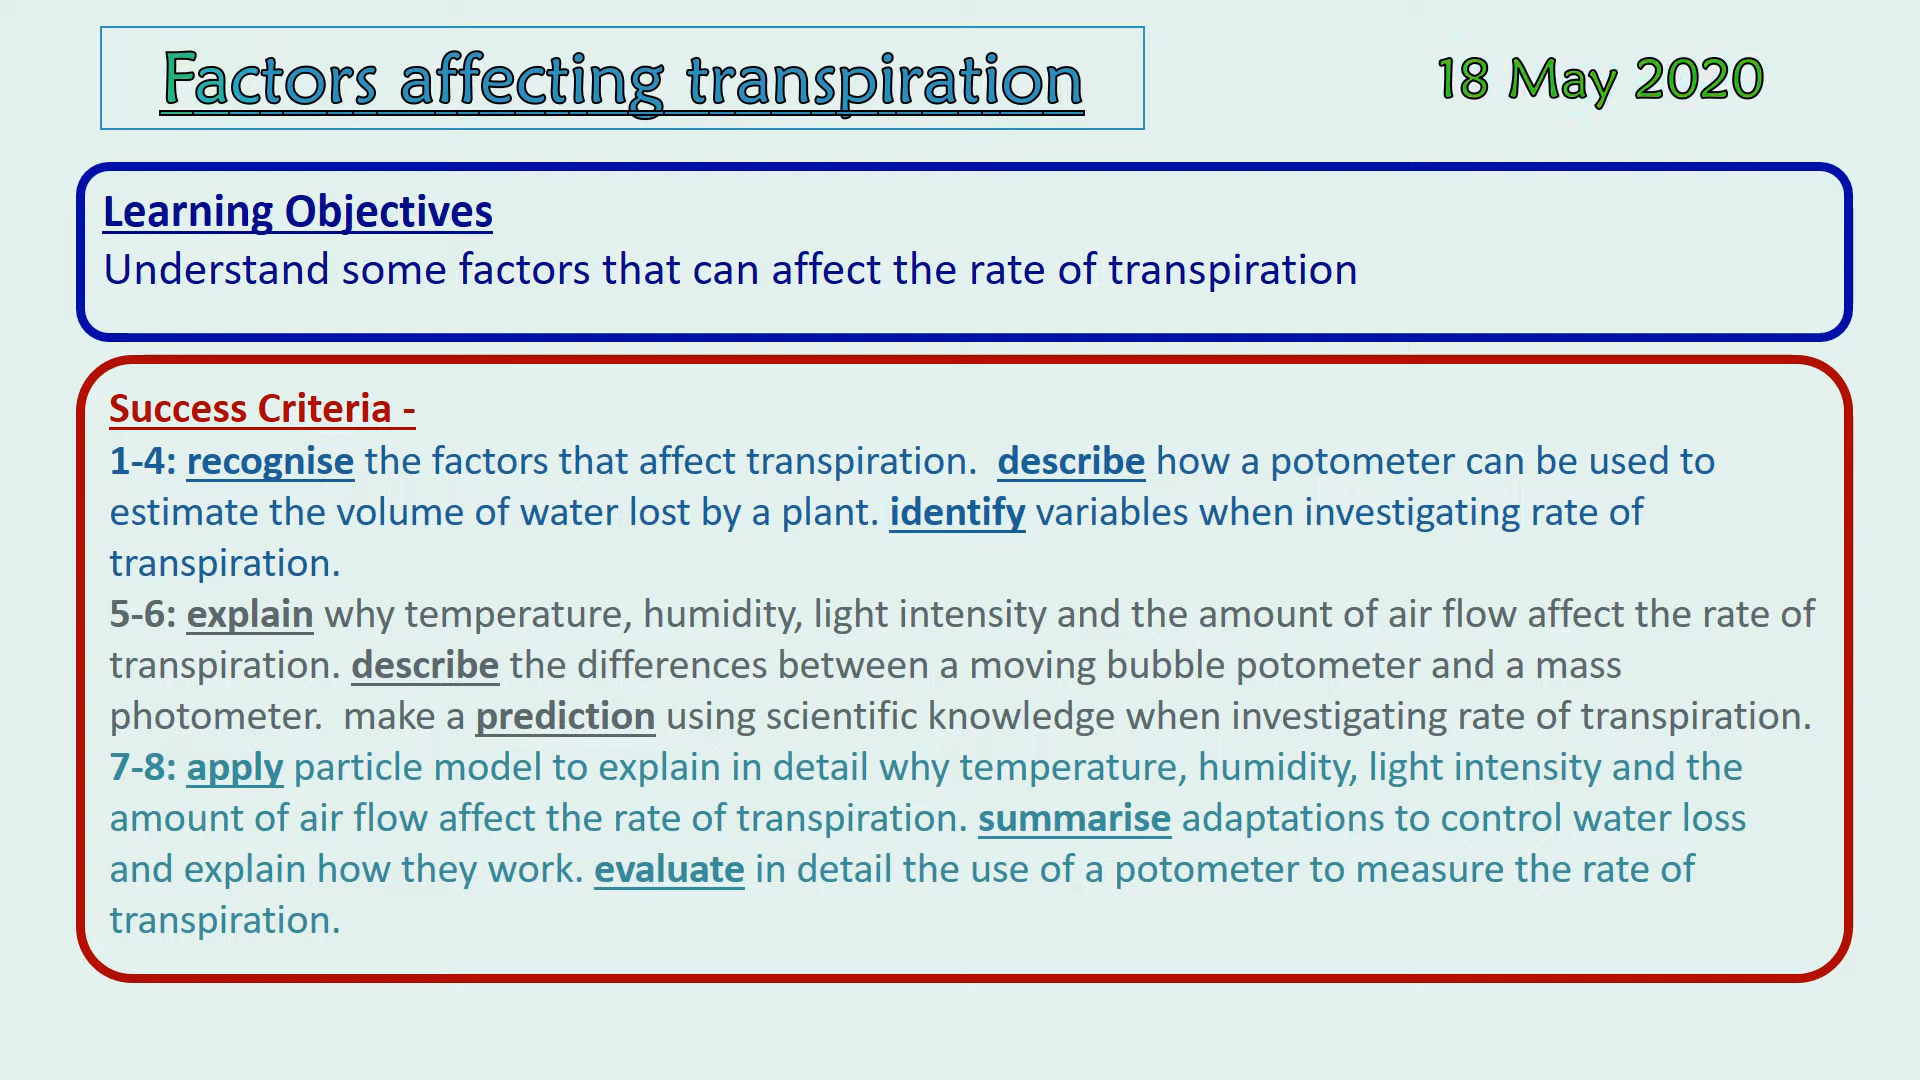 Factors affecting transpiration
18 May 2020
Learning Objectives
Understand some factors that can affect the rate of transpiration
Success Criteria -
1-4: recognise the factors that affect transpiration.  describe how a potometer can be used to
estimate the volume of water lost by a plant. identify variables when investigating rate of
transpiration.
5-6: explain why temperature, humidity, light intensity and the amount of air flow affect the rate of
transpiration. describe the differences between a moving bubble potometer and a mass
photometer.  make a prediction using scientific knowledge when investigating rate of transpiration.
7-8: apply particle model to explain in detail why temperature, humidity, light intensity and the
amount of air flow affect the rate of transpiration. summarise adaptations to control water loss
and explain how they work. evaluate in detail the use of a potometer to measure the rate of
transpiration.